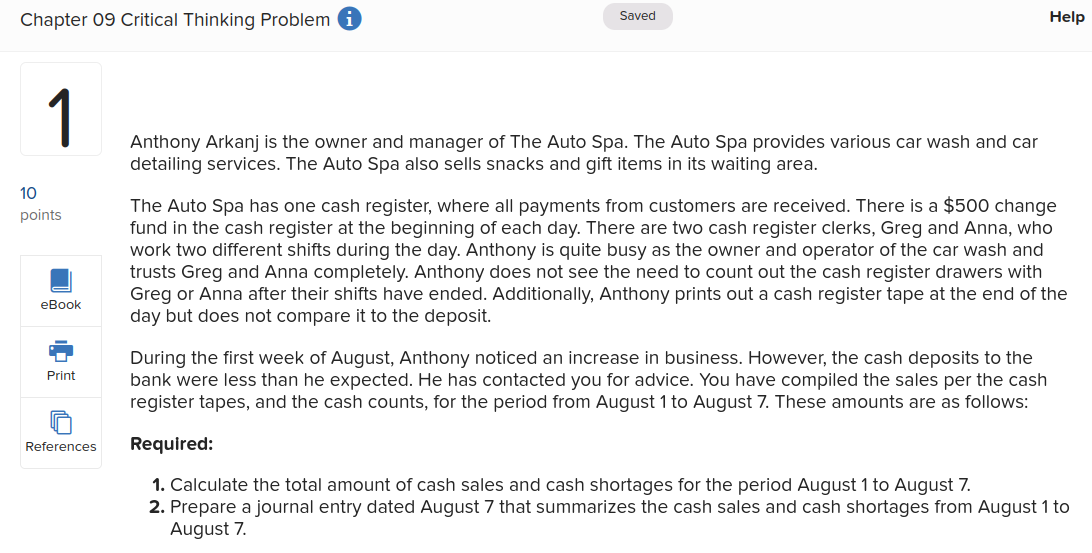 Chapter 09 Critical Thinking Problem i
Saved
Help
1
10
points
eBook
Print
References
Anthony Arkanj is the owner and manager of The Auto Spa. The Auto Spa provides various car wash and car
detailing services. The Auto Spa also sells snacks and gift items in its waiting area.
The Auto Spa has one cash register, where all payments from customers are received. There is a $500 change
fund in the cash register at the beginning of each day. There are two cash register clerks, Greg and Anna, who
work two different shifts during the day. Anthony is quite busy as the owner and operator of the car wash and
trusts Greg and Anna completely. Anthony does not see the need to count out the cash register drawers with
Greg or Anna after their shifts have ended. Additionally, Anthony prints out a cash register tape at the end of the
day but does not compare it to the deposit.
During the first week of August, Anthony noticed an increase in business. However, the cash deposits to the
bank were less than he expected. He has contacted you for advice. You have compiled the sales per the cash
register tapes, and the cash counts, for the period from August 1 to August 7. These amounts are as follows:
Required:
1. Calculate the total amount of cash sales and cash shortages for the period August 1 to August 7.
2. Prepare a journal entry dated August 7 that summarizes the cash sales and cash shortages from August 1 to
August 7.